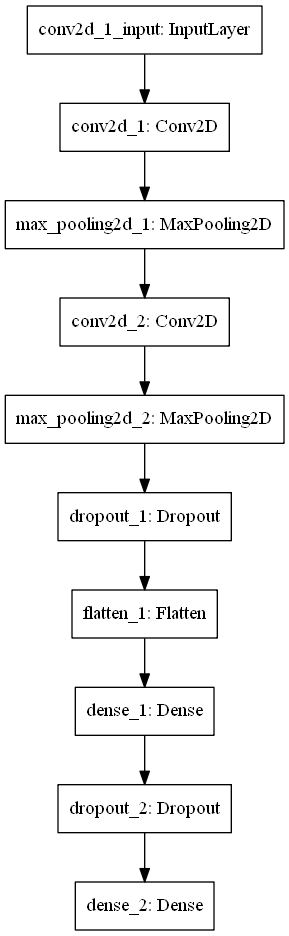 conv2d_1_input: InputLayer
conv2d_1: Conv2D
max_pooling2d_1: MaxPooling2D
conv2d_2: Conv2D
max_pooling2d_2: MaxPooling2D
dropout_1: Dropout
flatten_1: Flatten
dense_1: Dense
dropout_2: Dropout
dense_2: Dense